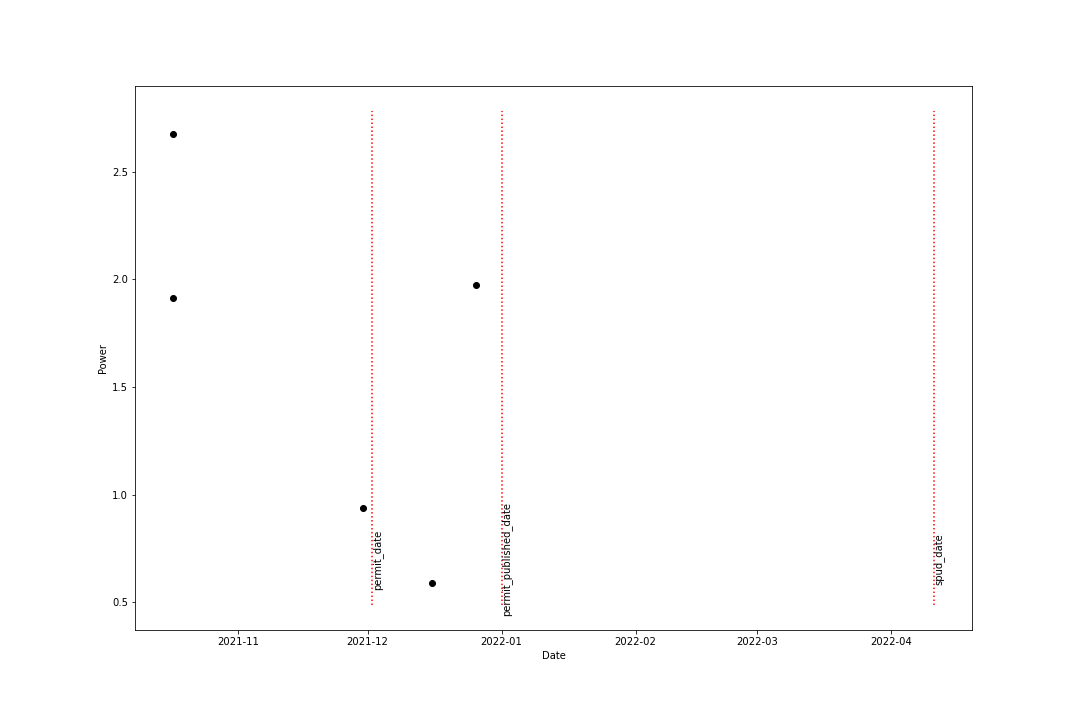 2.5
2.0
1.5
1.0
0.5
Power
permit_date
permit_published_date
spud_date
2021-11
2021-12
2022-01
2022-02
2022-03
2022-04
Date